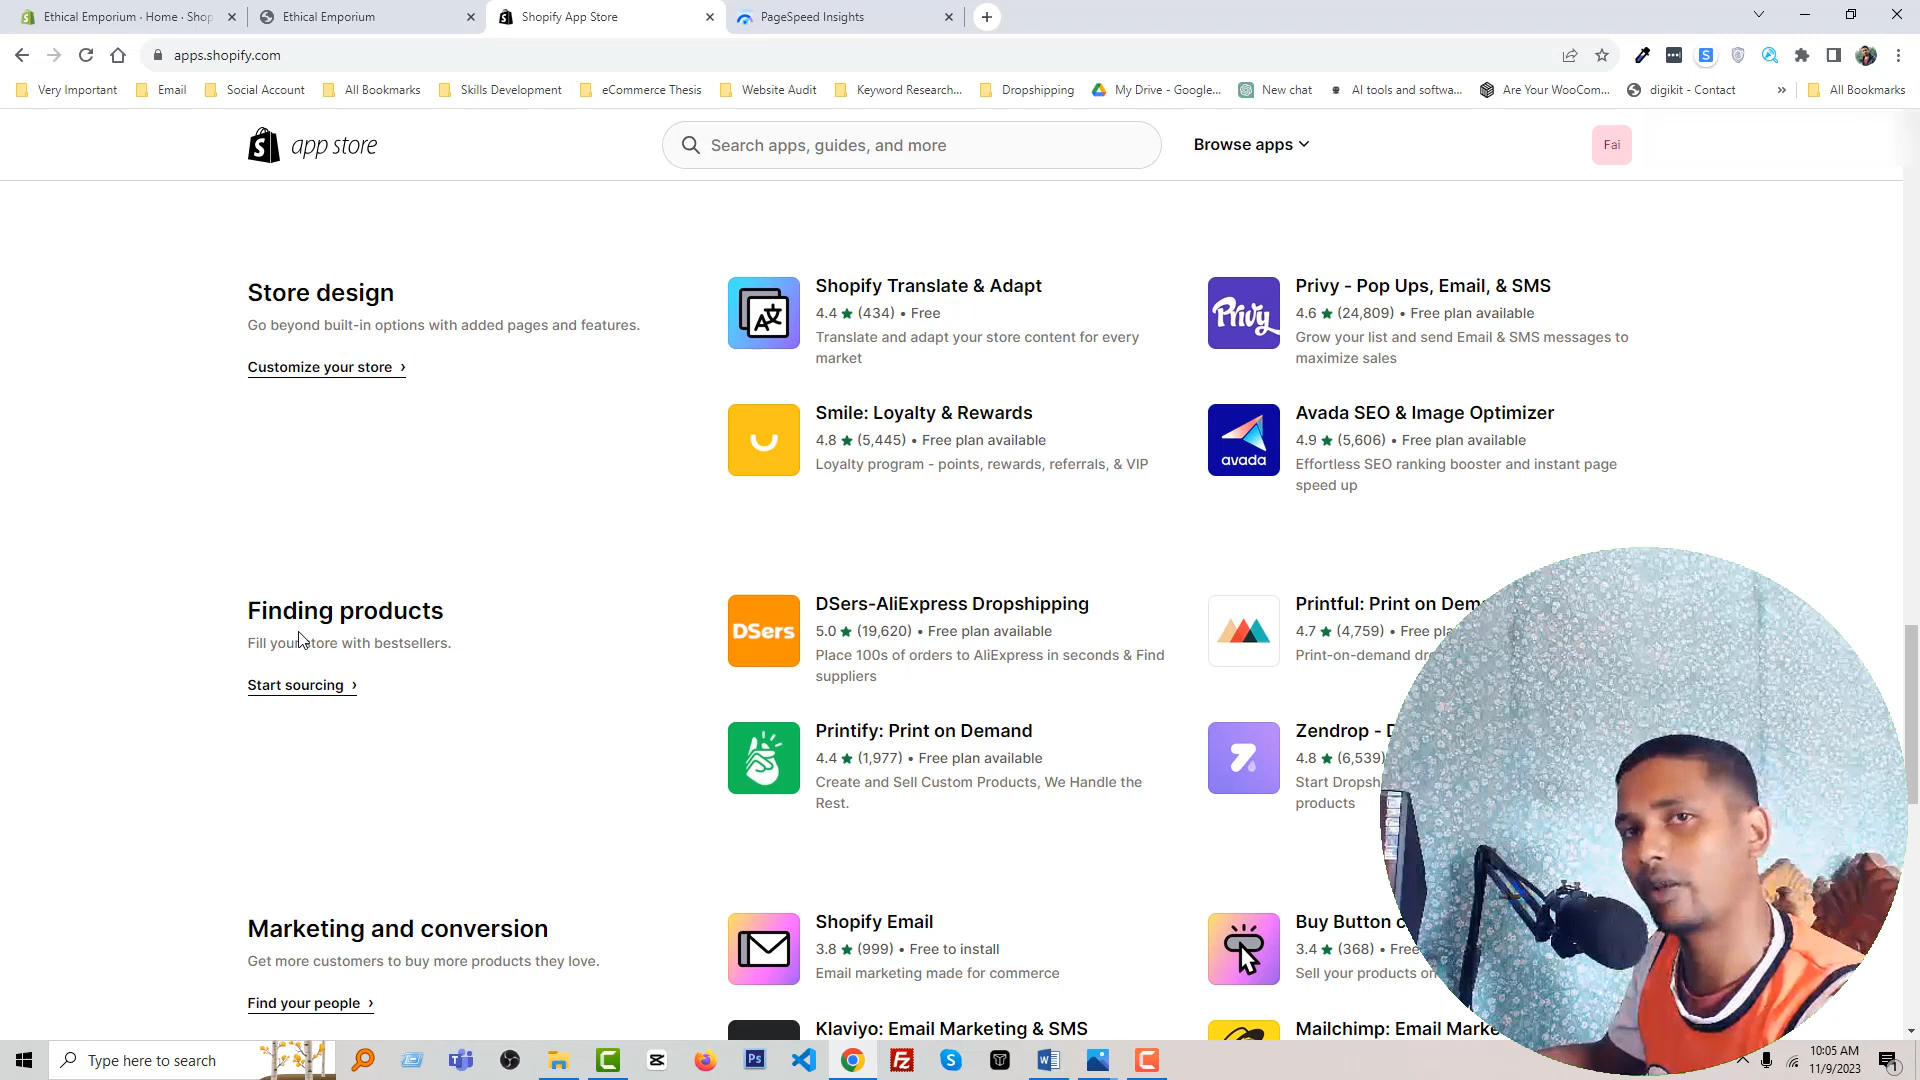 Ethical Emporium · Home · Shop
Ethical Emporium
Shopify App Store
PageSpeed Insights
apps.shopify.com
Very Important
Email
Social Account
All Bookmarks
Skills Development
eCommerce Thesis
Website Audit
Keyword Research...
Dropshipping
My Drive - Google...
New chat
AI tools and softwa...
Are Your WooCom...
digikit - Contact
»
All Bookmarks
app store
Search apps, guides, and more
Browse apps
Fai
Store design
Go beyond built-in options with added pages and features.
Customize your store ›
Shopify Translate & Adapt
4.4 ★ (434) • Free
Translate and adapt your store content for every
market
Privy
Privy - Pop Ups, Email, & SMS
4.6 ★ (24,809) • Free plan available
Grow your list and send Email & SMS messages to
maximize sales
Smile: Loyalty & Rewards
4.8 ★ (5,445) • Free plan available
Loyalty program - points, rewards, referrals, & VIP
avada
Avada SEO & Image Optimizer
4.9 ★ (5,606) • Free plan available
Effortless SEO ranking booster and instant page
speed up
Finding products
Fill your store with bestsellers.
Start sourcing ›
DSers
DSers-AliExpress Dropshipping
5.0 ★ (19,620) • Free plan available
Place 100s of orders to AliExpress in seconds & Find
suppliers
Printful: Print on Dem
4.7 ★ (4,759) • Free pla
Print-on-demand dr
Printify: Print on Demand
4.4 ★ (1,977) • Free plan available
Create and Sell Custom Products, We Handle the
Rest.
Zendrop - D
4.8 ★ (6,539)
Start Dropsh
products
Marketing and conversion
Get more customers to buy more products they love.
Find your people ›
Shopify Email
3.8 ★ (999) • Free to install
Email marketing made for commerce
Buy Button c
3.4 ★ (368) • Free
Sell your products on
Klaviyo: Email Marketing & SMS
Mailchimp: Email Marke
Type here to search
10:05 AM
11/9/2023